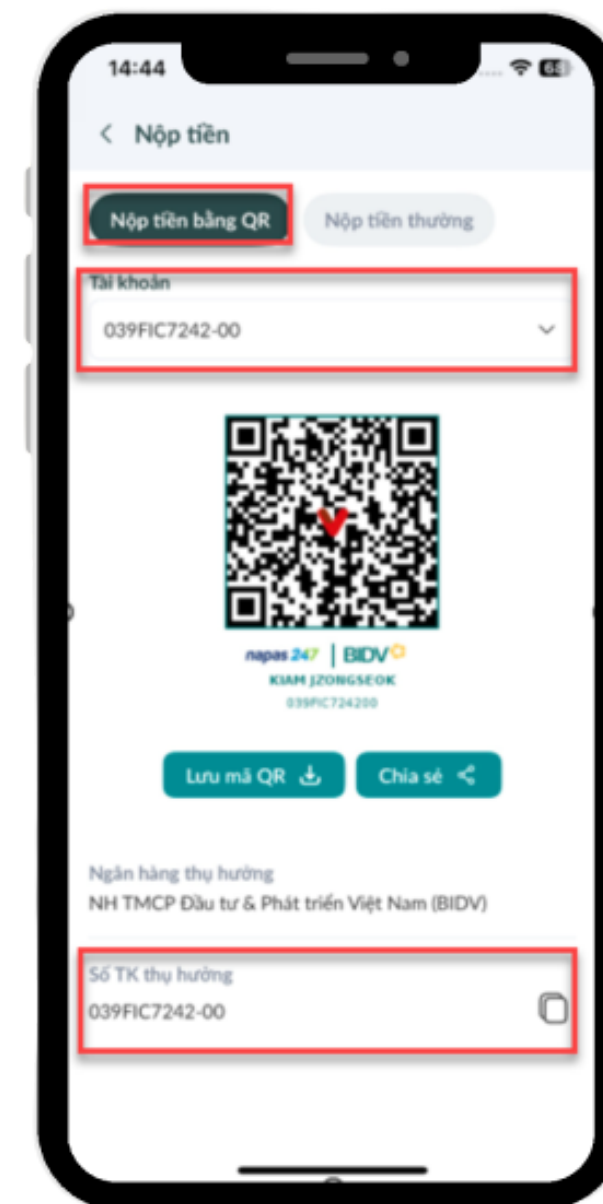 14:44
68
Nộp tiền
Nộp tiền bằng QR
Nộp tiền thường
Tài khoản
039FIC7242-00
napas 247 | BIDV
KIAM JZONGSEOK
039FIC724200
Lưu mã QR
Chia sẻ
Ngân hàng thụ hưởng
NH TMCP Đầu tư & Phát triển Việt Nam (BIDV)
Số TK thụ hưởng
039FIC7242-00